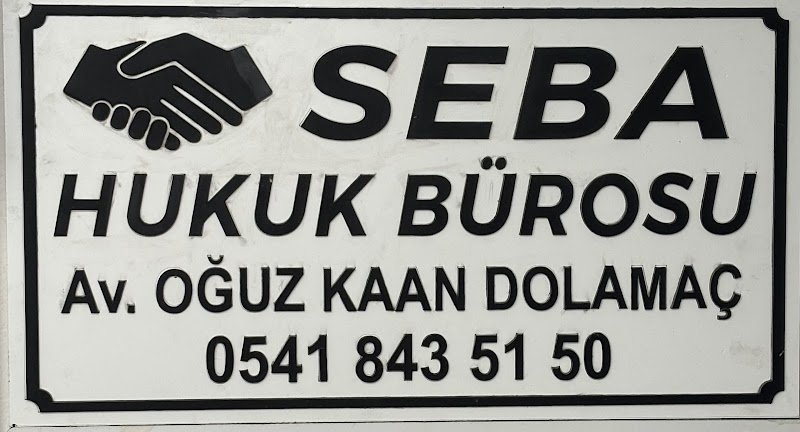 SEBA
HUKUK BÜROSU
Av. OĞUZ KAAN DOLAMAÇ
0541 843 51 50